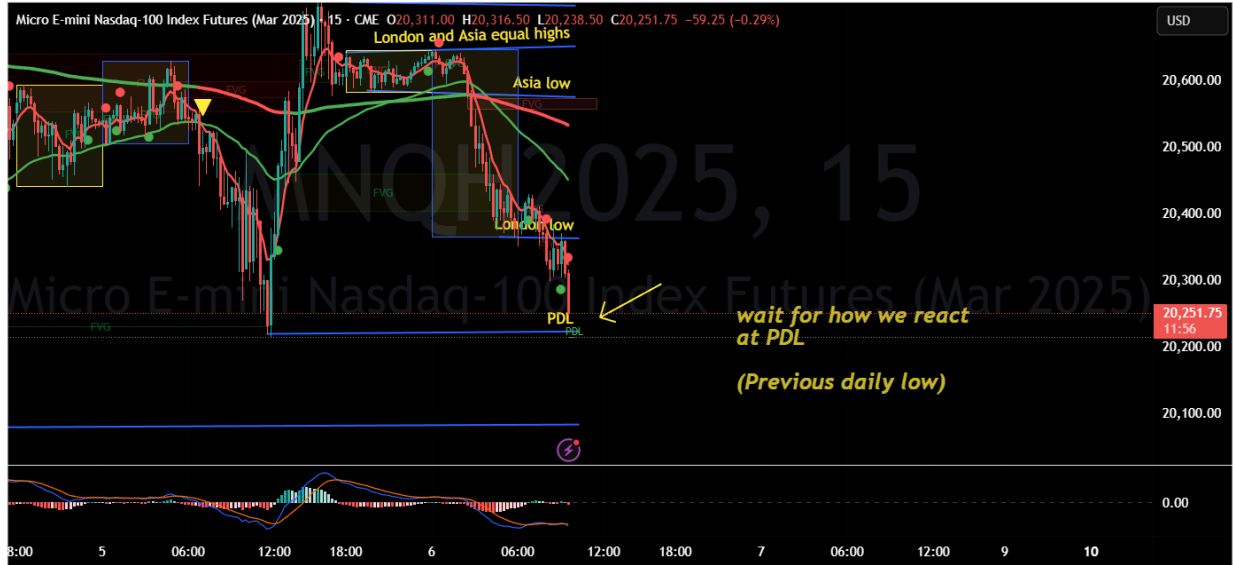 Micro E-mini Nasdaq-100 Index Futures (Mar 2025) · 15 · CME O20,311.00 H20,316.50 L20,238.50 C20,251.75 −59.25 (−0.29%)
USD
London and Asia equal highs
FVG
20,600.00
Asia low
FVG
FVG
20,500.00
MNQH2025, 15
FVG
20,400.00
London low
Micro E-mini Nasdaq-100 Index Futures (Mar 2025)
20,300.00
PDL
PDL
FVG
wait for how we react
at PDL
(Previous daily low)
20,251.75
11:56
20,200.00
20,100.00
0.00
8:00 5 06:00 12:00 18:00 6 06:00 12:00 18:00 7 06:00 12:00 9 10